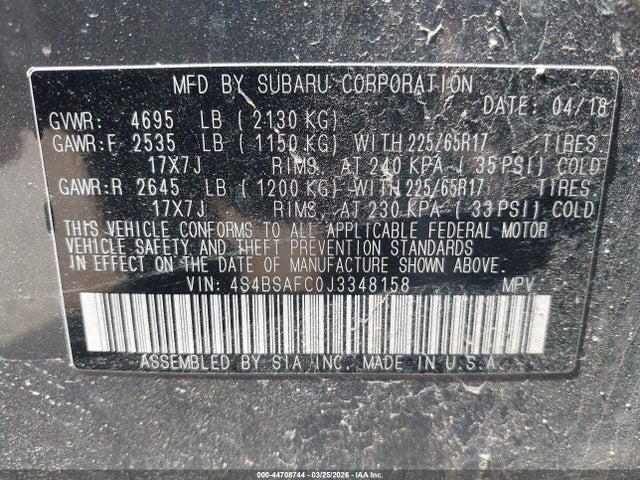 MFD BY SUBARU CORPORATION
DATE: 04/18
GVWR: 4695 LB ( 2130 KG)
GAWR:F 2535 LB ( 1150 KG) WITH 225/65R17 TIRES.
17X7J RIMS, AT 240 KPA ( 35 PSI) COLD
GAWR:R 2645 LB ( 1200 KG) WITH 225/65R17 TIRES.
17X7J RIMS, AT 230 KPA ( 33 PSI) COLD
THIS VEHICLE CONFORMS TO ALL APPLICABLE FEDERAL MOTOR
VEHICLE SAFETY AND THEFT PREVENTION STANDARDS
IN EFFECT ON THE DATE OF MANUFACTURE SHOWN ABOVE.
VIN: 4S4BSAFC0J3348158 MPV
ASSEMBLED BY SIA, INC. MADE IN U.S.A.
000-44708744 - 03/25/2026 - IAA Inc.